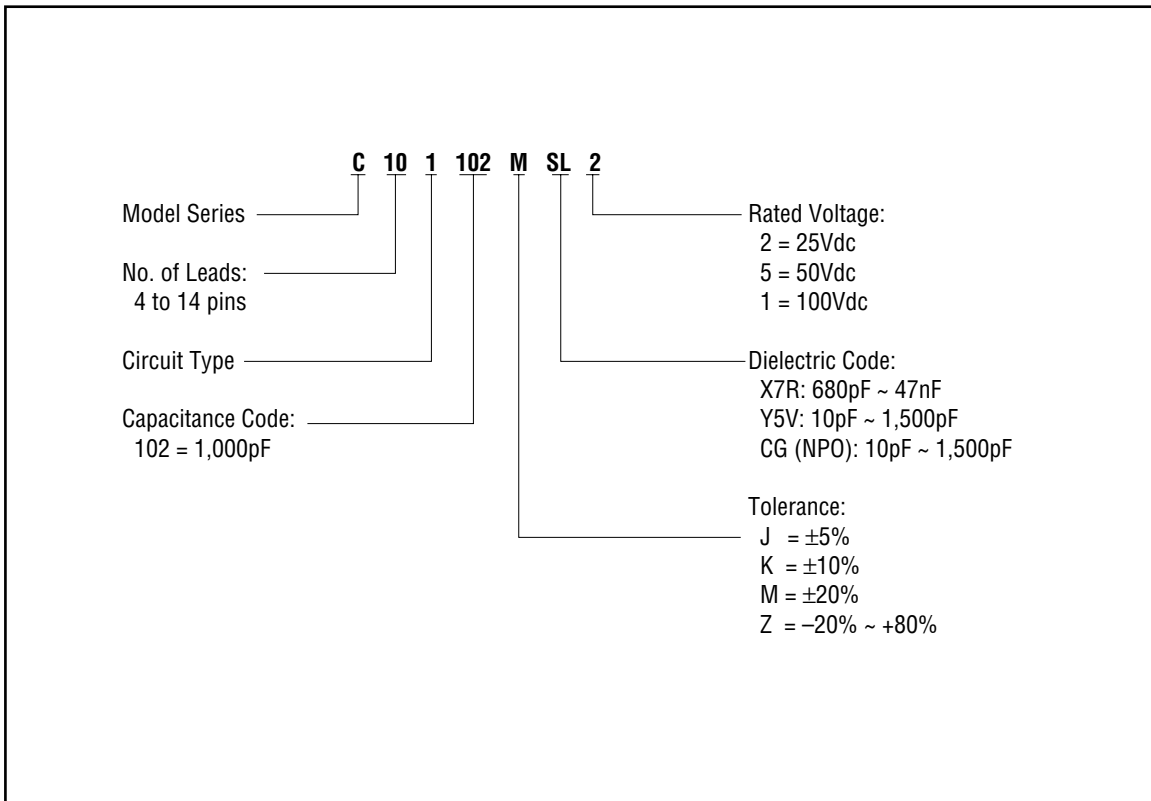 C 10 1 102 M SL 2
Model Series
No. of Leads:
4 to 14 pins
Circuit Type
Capacitance Code:
102 = 1,000pF
Rated Voltage:
2 = 25Vdc
5 = 50Vdc
1 = 100Vdc
Dielectric Code:
X7R: 680pF ~ 47nF
Y5V: 10pF ~ 1,500pF
CG (NPO): 10pF ~ 1,500pF
Tolerance:
J = ±5%
K = ±10%
M = ±20%
Z = –20% ~ +80%